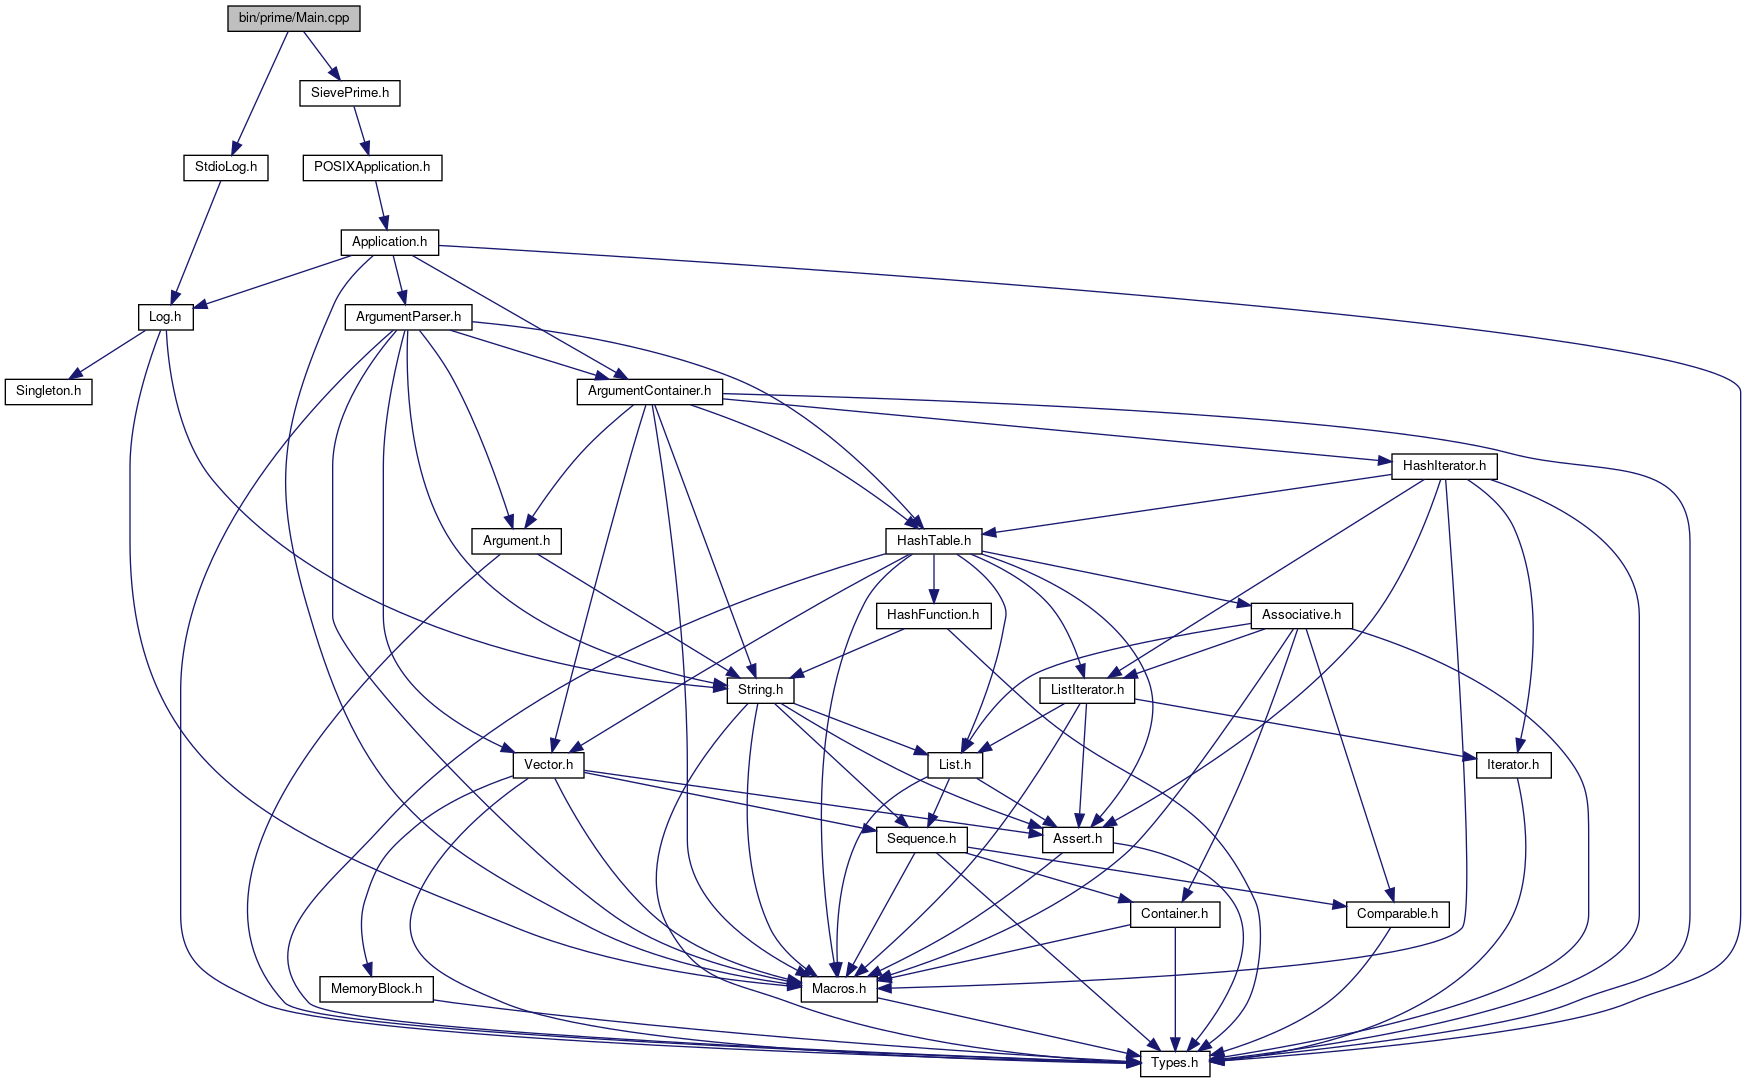 bin/prime/Main.cpp
SievePrime.h
StdioLog.h
POSIXApplication.h
Application.h
Log.h
ArgumentParser.h
Singleton.h
ArgumentContainer.h
HashIterator.h
Argument.h
HashTable.h
HashFunction.h
Associative.h
String.h
ListIterator.h
Vector.h
List.h
Iterator.h
Sequence.h
Assert.h
Container.h
Comparable.h
MemoryBlock.h
Macros.h
Types.h